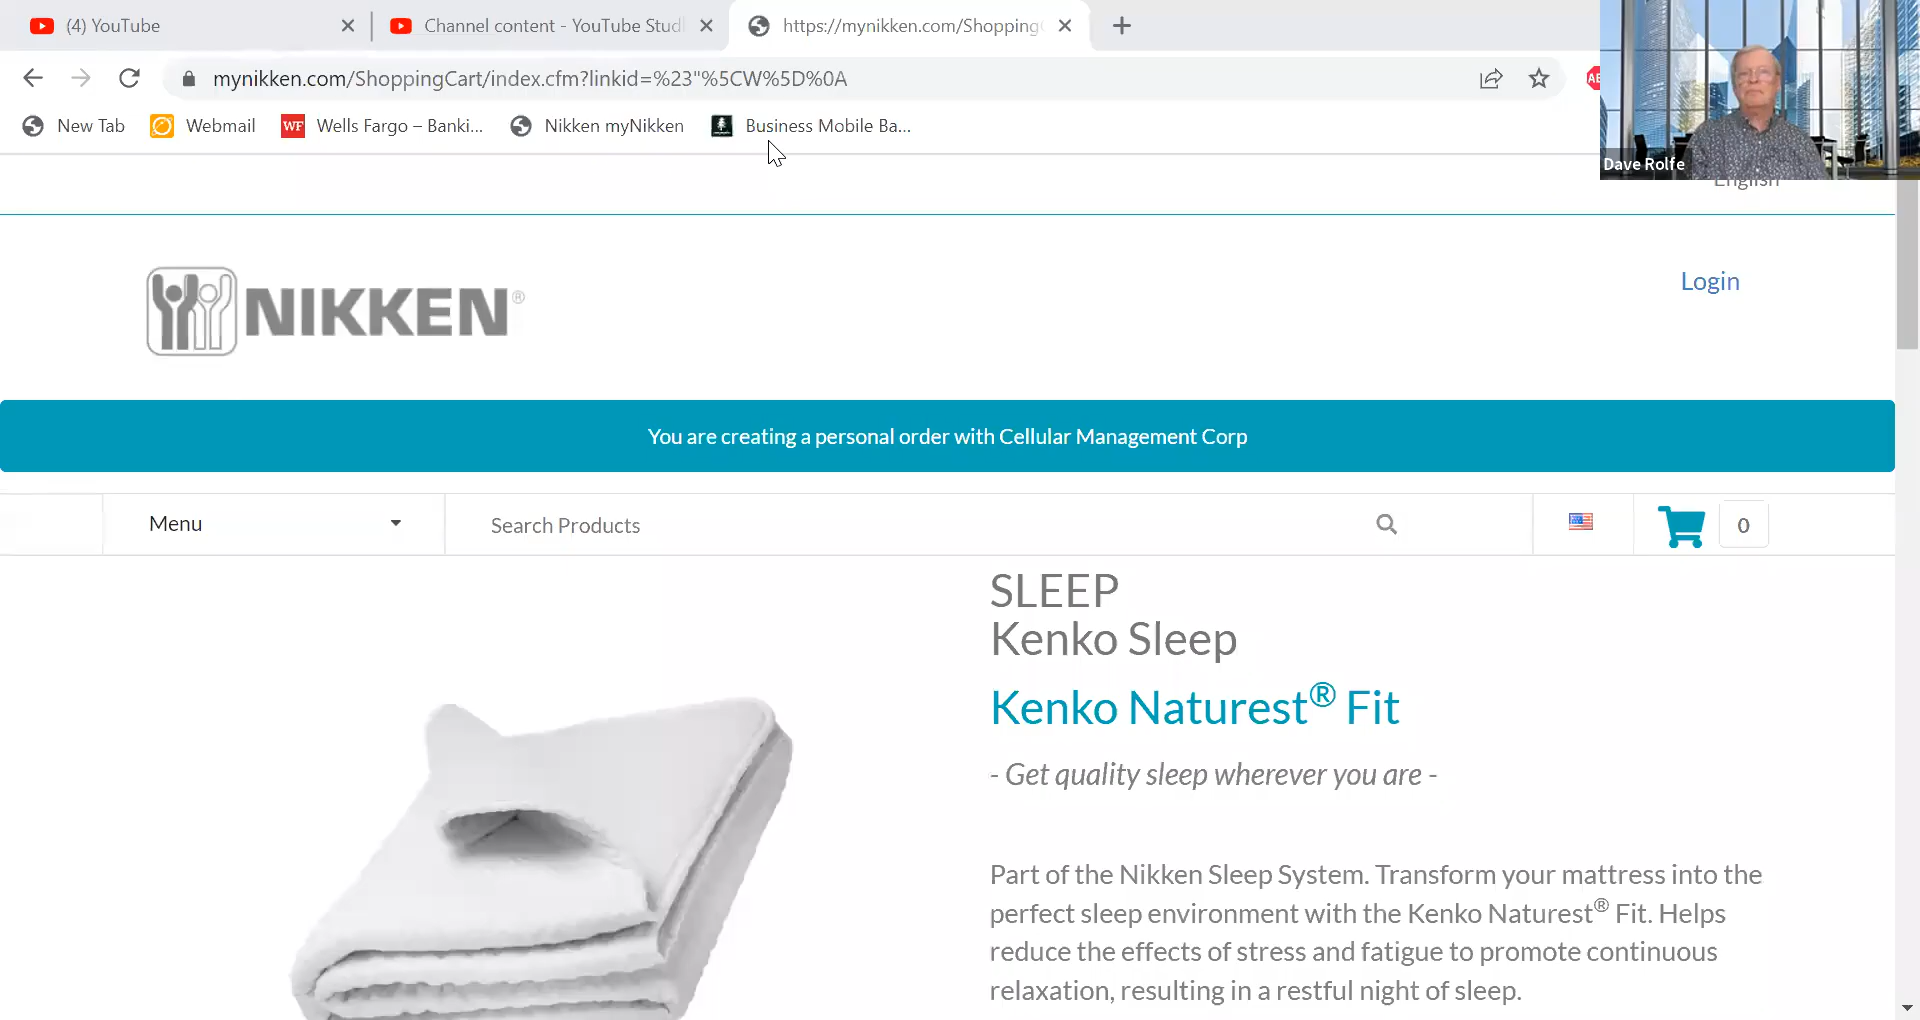 (4) YouTube
Channel content - YouTube Studi
https://mynikken.com/Shopping
mynikken.com/ShoppingCart/index.cfm?linkid=%23"%5CW%5D%0A
New Tab
Webmail
WF
Wells Fargo – Banki...
Nikken myNikken
Business Mobile Ba...
Dave Rolfe
English
NIKKEN®
Login
You are creating a personal order with Cellular Management Corp
Menu
Search Products
0
SLEEP
Kenko Sleep
Kenko Naturest® Fit
- Get quality sleep wherever you are -
Part of the Nikken Sleep System. Transform your mattress into the
perfect sleep environment with the Kenko Naturest® Fit. Helps
reduce the effects of stress and fatigue to promote continuous
relaxation, resulting in a restful night of sleep.